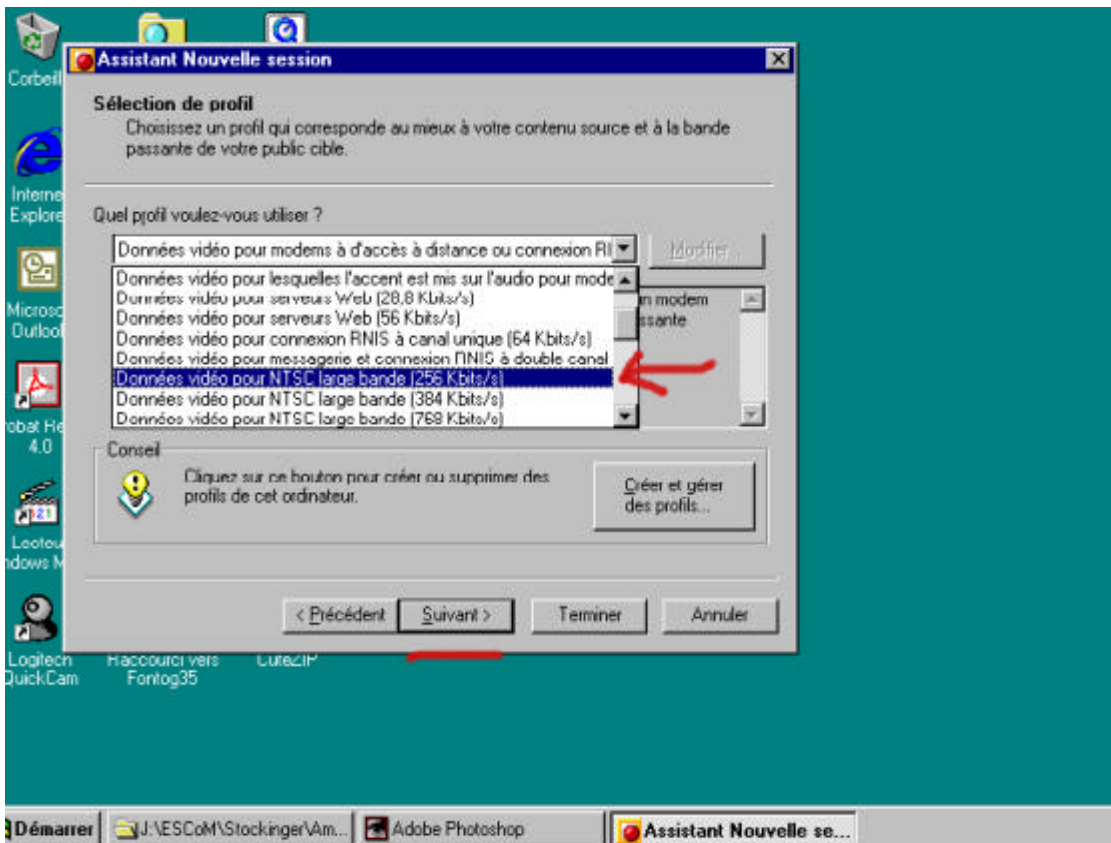 Corbeill
Assistant Nouvelle session
Sélection de profil
Choisissez un profil qui corresponde au mieux à votre contenu source et à la bande
passante de votre public cible.
Interne
Explore
Quel profil voulez-vous utiliser ?
Données vidéo pour modems à d'accès à distance ou connexion RI
Modifier...
Données vidéo pour lesquelles l'accent est mis sur l'audio pour mode
Données vidéo pour serveurs Web (28,8 Kbits/s)
Données vidéo pour serveurs Web (56 Kbits/s)
Données vidéo pour connexion RNIS à canal unique (64 Kbits/s)
Données vidéo pour messagerie et connexion RNIS à double canal
Données vidéo pour NTSC large bande (256 Kbits/s)
Données vidéo pour NTSC large bande (384 Kbits/s)
Données vidéo pour NTSC large bande (768 Kbits/s)
un modem
ssante
Microso
Outlool
robat Re
4.0
Conseil
Cliquez sur ce bouton pour créer ou supprimer des
profils de cet ordinateur.
Créer et gérer
des profils...
Lecteu
ndows M
< Précédent
Suivant >
Terminer
Annuler
Logitech
QuickCam
Raccourci vers
Fontog35
CuteZIP
Démarrer
J:\ESCoM\Stockinger\Am...
Adobe Photoshop
Assistant Nouvelle se...